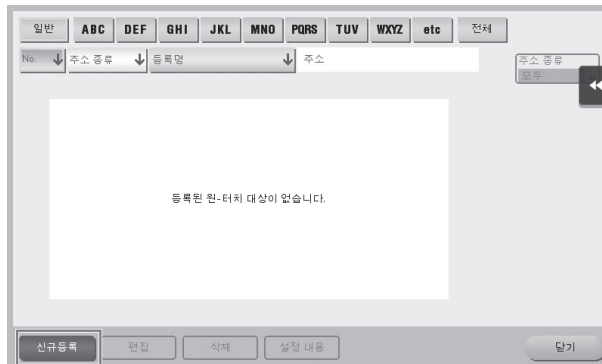 일반 ABC DEF GHI JKL MNO PQRS TUV WXYZ etc 전체
No. 주소 종류 등록명 주소
주소 종류
모두
등록된 원-터치 대상이 없습니다.
신규등록 편집 삭제 설정 내용 닫기